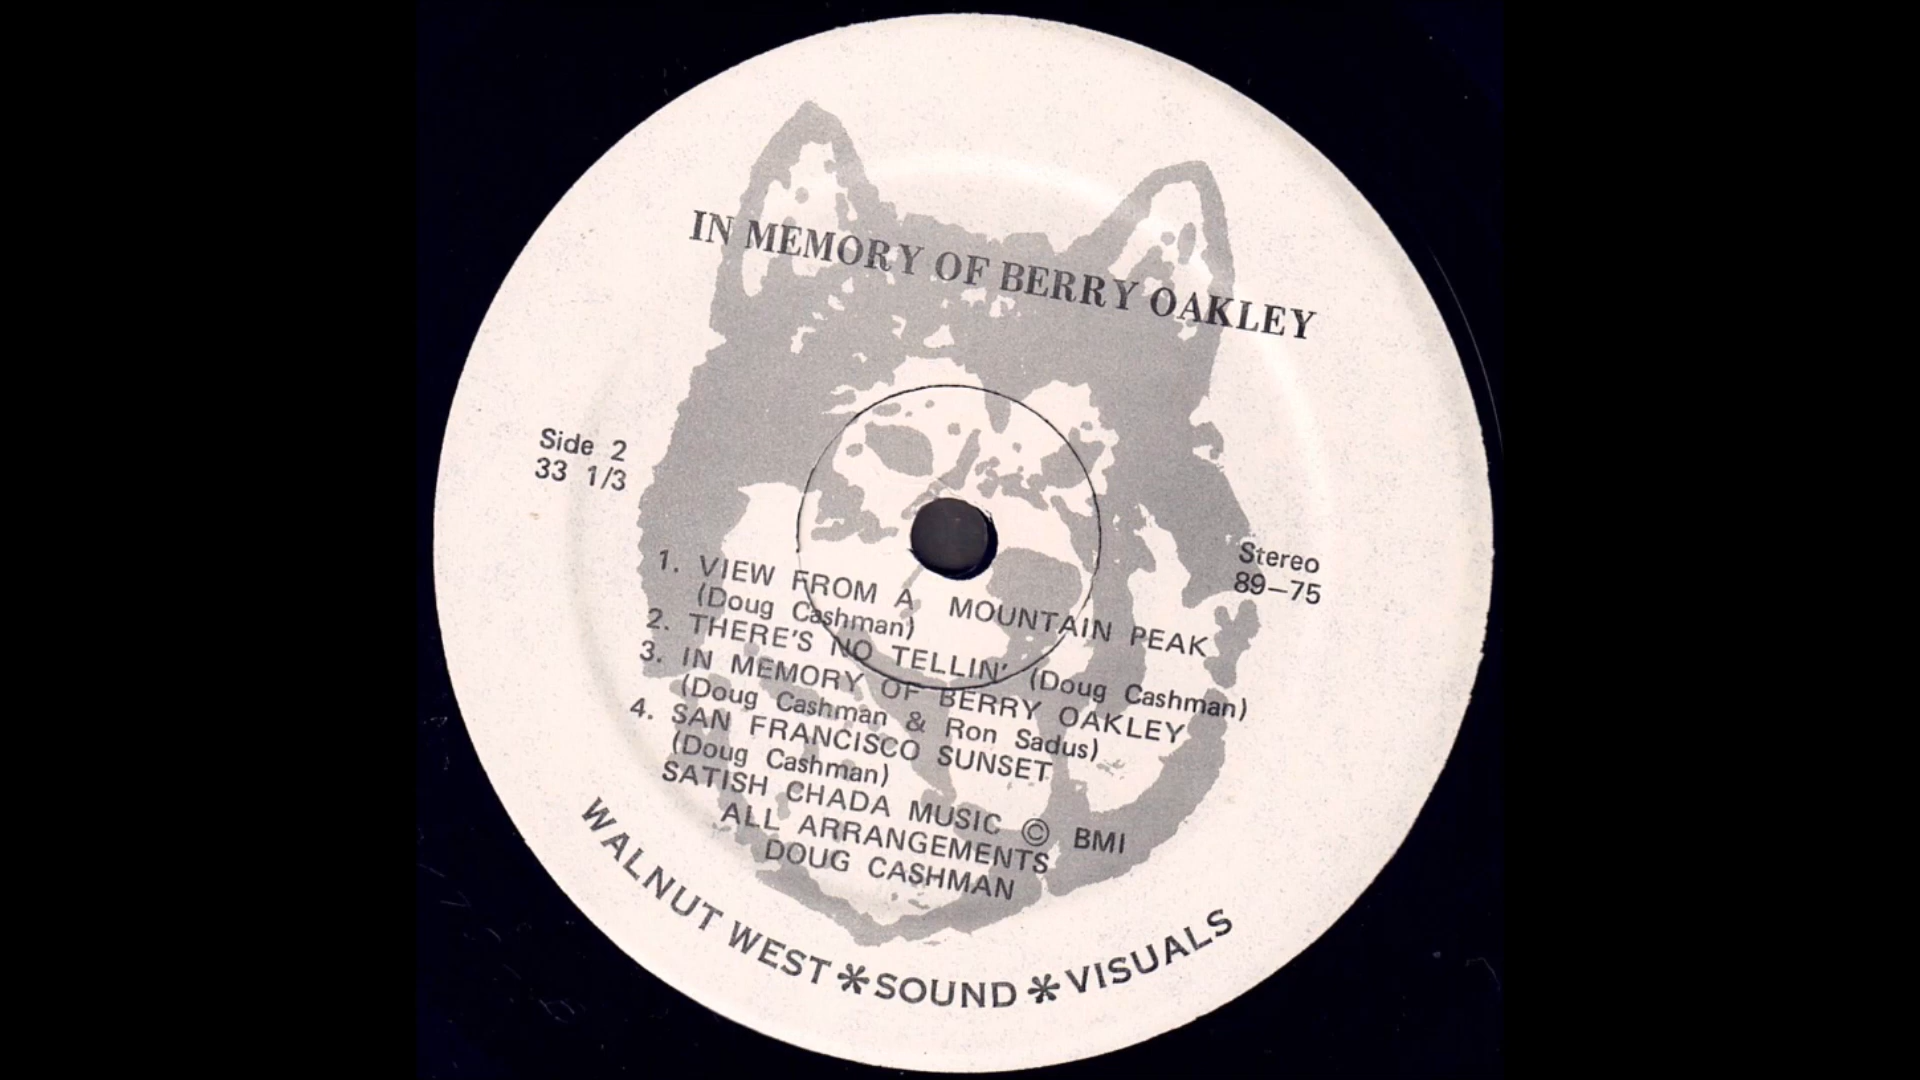 IN MEMORY OF BERRY OAKLEY
Side 2
33 1/3
Stereo
89-75
1. VIEW FROM A MOUNTAIN PEAK
(Doug Cashman)
2. THERE'S NO TELLIN' (Doug Cashman)
3. IN MEMORY OF BERRY OAKLEY
(Doug Cashman & Ron Sadus)
4. SAN FRANCISCO SUNSET
(Doug Cashman)
SATISH CHADA MUSIC © BMI
ALL ARRANGEMENTS
DOUG CASHMAN
WALNUT WEST * SOUND * VISUALS